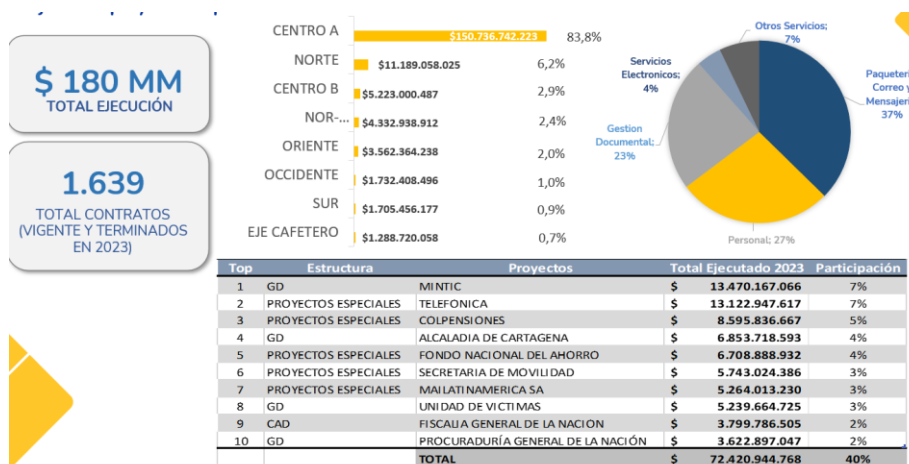 $ 180 MM
TOTAL EJECUCIÓN
1.639
TOTAL CONTRATOS
(VIGENTE Y TERMINADOS
EN 2023)
CENTRO A $150.736.742.223 83,8%
NORTE $11.189.058.025 6,2%
CENTRO B $5.223.000.487 2,9%
NOR-... $4.332.938.912 2,4%
ORIENTE $3.562.364.238 2,0%
OCCIDENTE $1.732.408.496 1,0%
SUR $1.705.456.177 0,9%
EJE CAFETERO $1.288.720.058 0,7%
Otros Servicios;
7%
Servicios
Electronicos;
4%
Paqueterí
Correo y
Mensajerí
37%
Gestion
Documental;
23%
Personal; 27%
Top Estructura Proyectos Total Ejecutado 2023 Participación
1 GD MINTIC $ 13.470.167.066 7%
2 PROYECTOS ESPECIALES TELEFONICA $ 13.122.947.617 7%
3 PROYECTOS ESPECIALES COLPENSIONES $ 8.595.836.667 5%
4 GD ALCALADIA DE CARTAGENA $ 6.853.718.593 4%
5 PROYECTOS ESPECIALES FONDO NACIONAL DEL AHORRO $ 6.708.888.932 4%
6 PROYECTOS ESPECIALES SECRETARIA DE MOVILIDAD $ 5.743.024.386 3%
7 PROYECTOS ESPECIALES MAILATINAMERICA SA $ 5.264.013.230 3%
8 GD UNIDAD DE VICTIMAS $ 5.239.664.725 3%
9 CAD FISCALIA GENERAL DE LA NACION $ 3.799.786.505 2%
10 GD PROCURADURÍA GENERAL DE LA NACIÓN $ 3.622.897.047 2%
TOTAL $ 72.420.944.768 40%